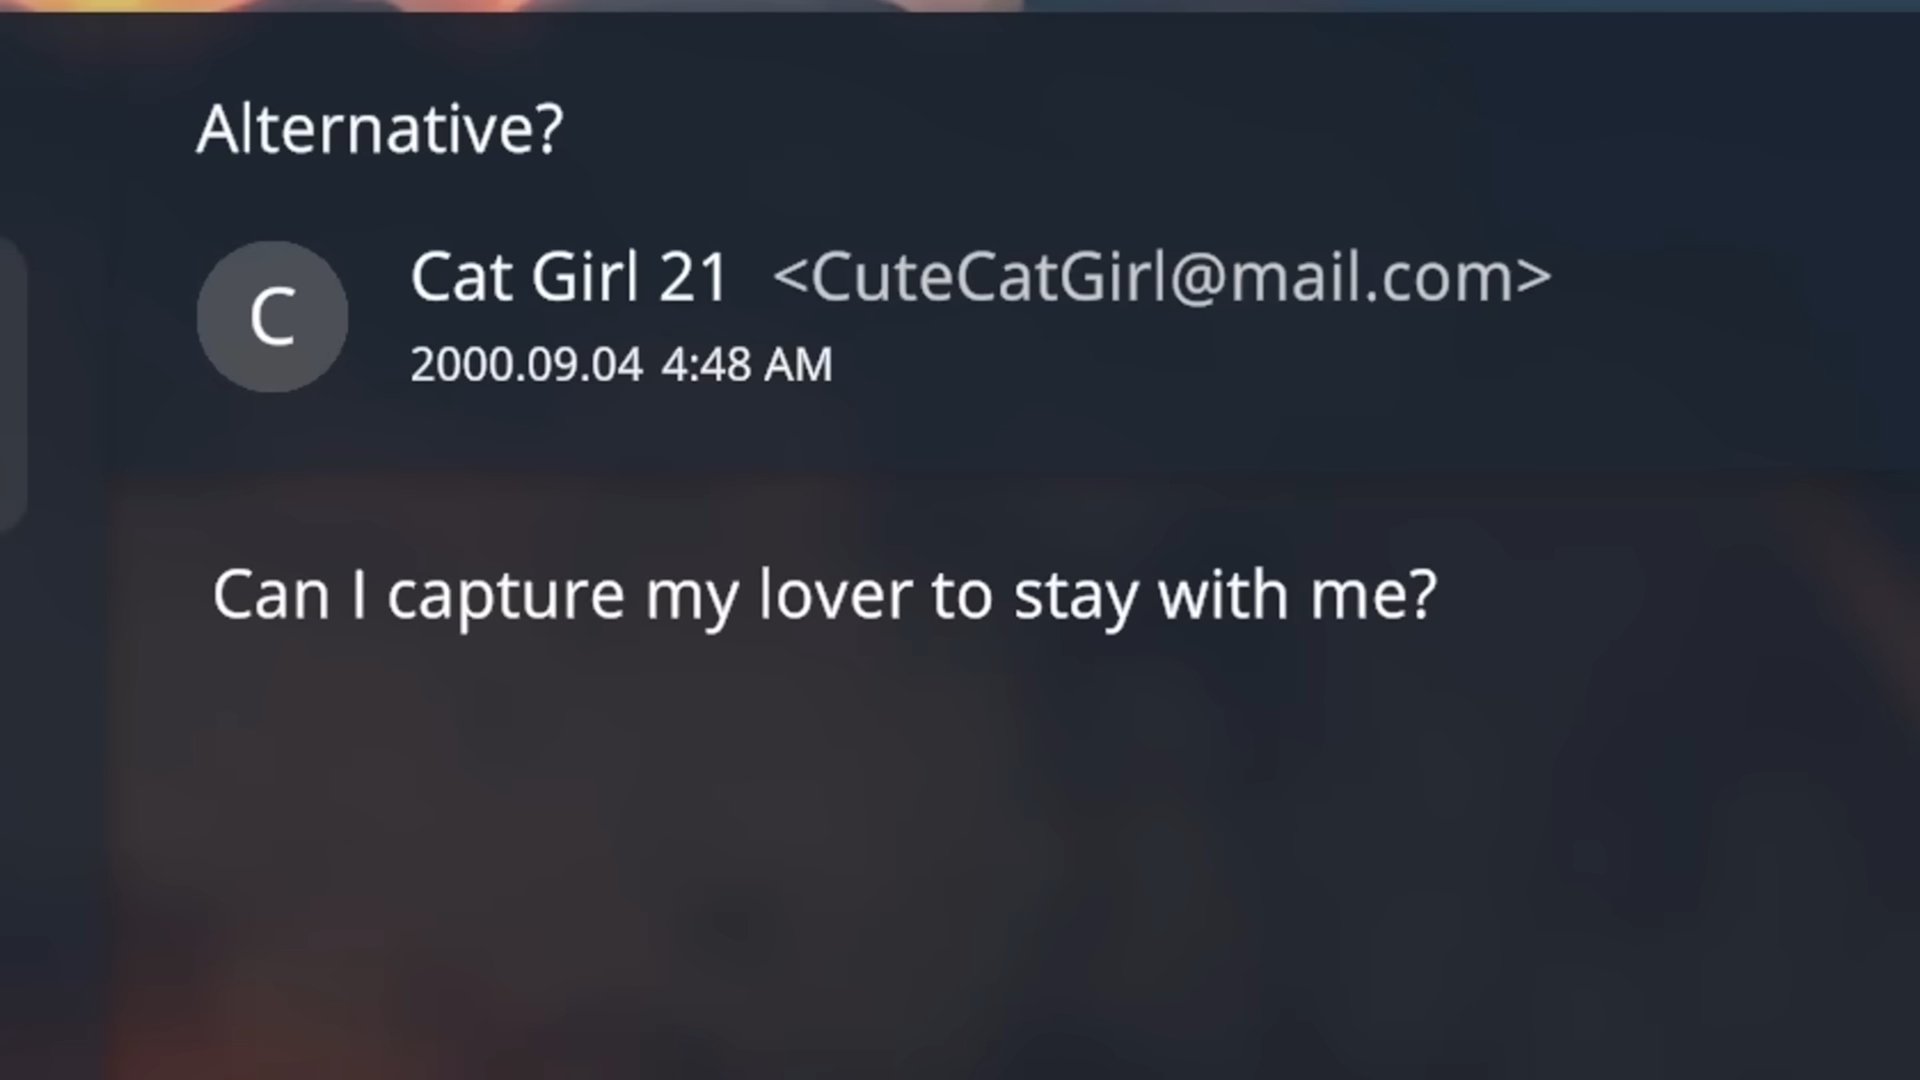 Alternative?
C
Cat Girl 21 <CuteCatGirl@mail.com>
2000.09.04 4:48 AM
Can I capture my lover to stay with me?